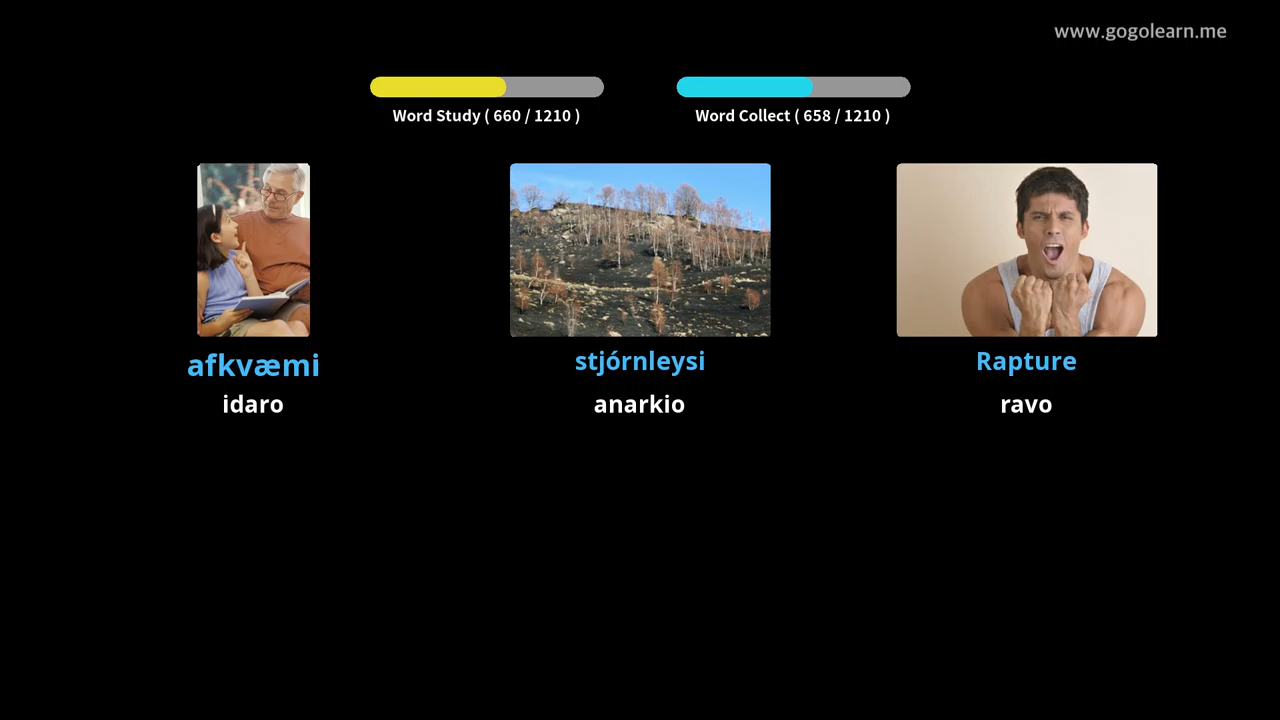 www.gogolearn.me
Word Study ( 660 / 1210 )
Word Collect ( 658 / 1210 )
afkvæmi
idaro
stjórnleysi
anarkio
Rapture
ravo